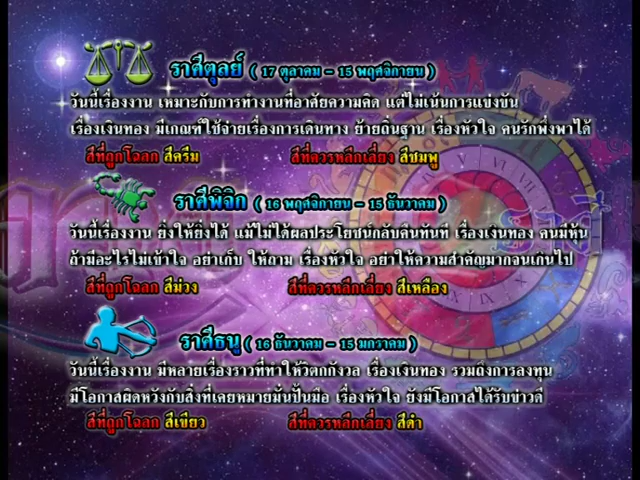 ราศีตุลย์ ( 17 ตุลาคม - 15 พฤศจิกายน )
วันนี้เรื่องงาน เหมาะกับการทำงานที่อาศัยความคิด แต่ไม่เน้นการแข่งขัน
เรื่องเงินทอง มีเกณฑ์ใช้จ่ายเรื่องการเดินทาง ย้ายถิ่นฐาน เรื่องหัวใจ คนรักพึ่งพาได้
สีที่ถูกโฉลก สีครีม สีที่ควรหลีกเลี่ยง สีชมพู
ราศีพิจิก ( 16 พฤศจิกายน - 15 ธันวาคม )
วันนี้เรื่องงาน ยิ่งให้ยิ่งได้ แม้ไม่ได้ผลประโยชน์กลับคืนทันที เรื่องเงินทอง คนมีหุ้น
ถ้ามีอะไรไม่เข้าใจ อย่าเก็บ ให้ถาม เรื่องหัวใจ อย่าให้ความสำคัญมากจนเกินไป
สีที่ถูกโฉลก สีม่วง สีที่ควรหลีกเลี่ยง สีเหลือง
ราศีธนู ( 16 ธันวาคม - 15 มกราคม )
วันนี้เรื่องงาน มีหลายเรื่องราวที่ทำให้วิตกกังวล เรื่องเงินทอง รวมถึงการลงทุน
มีโอกาสผิดหวังกับสิ่งที่เคยหมายมั่นปั้นมือ เรื่องหัวใจ ยังมีโอกาสได้รับข่าวดี
สีที่ถูกโฉลก สีเขียว สีที่ควรหลีกเลี่ยง สีดำ